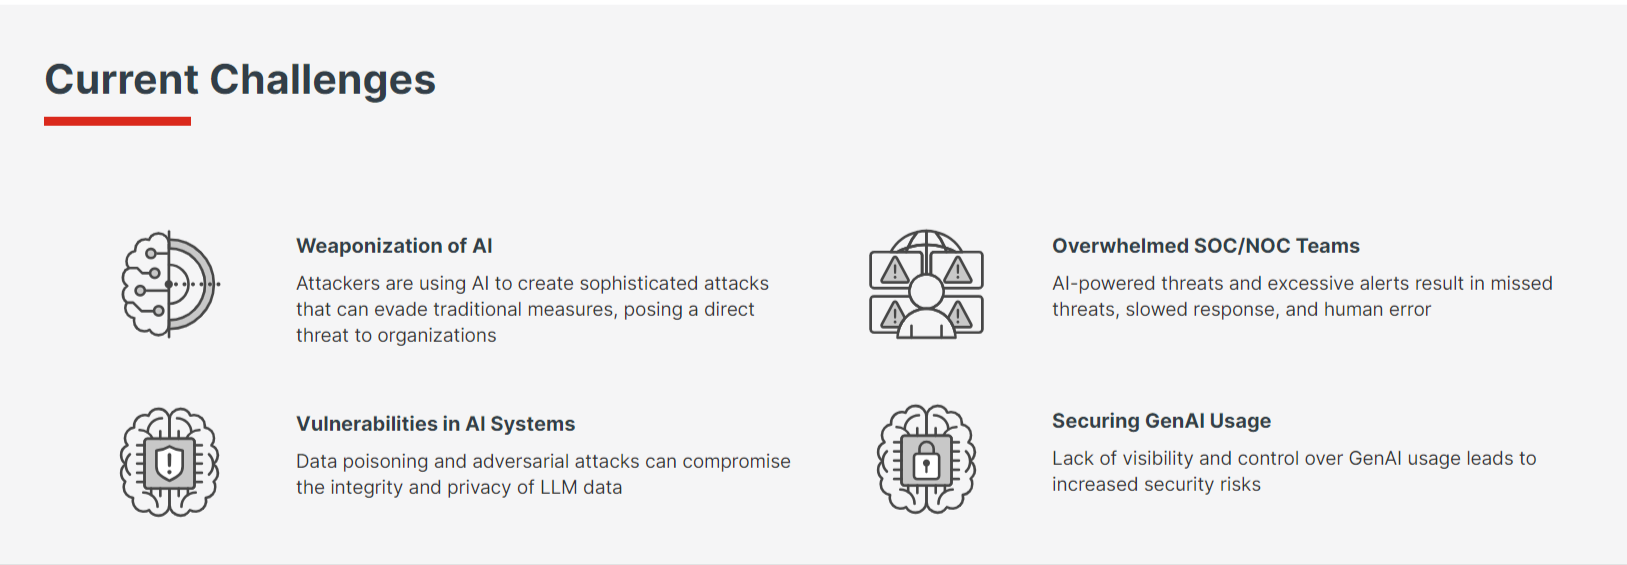 Current Challenges
Weaponization of AI
Attackers are using AI to create sophisticated attacks
that can evade traditional measures, posing a direct
threat to organizations
Overwhelmed SOC/NOC Teams
AI-powered threats and excessive alerts result in missed
threats, slowed response, and human error
Vulnerabilities in AI Systems
Data poisoning and adversarial attacks can compromise
the integrity and privacy of LLM data
Securing GenAI Usage
Lack of visibility and control over GenAI usage leads to
increased security risks